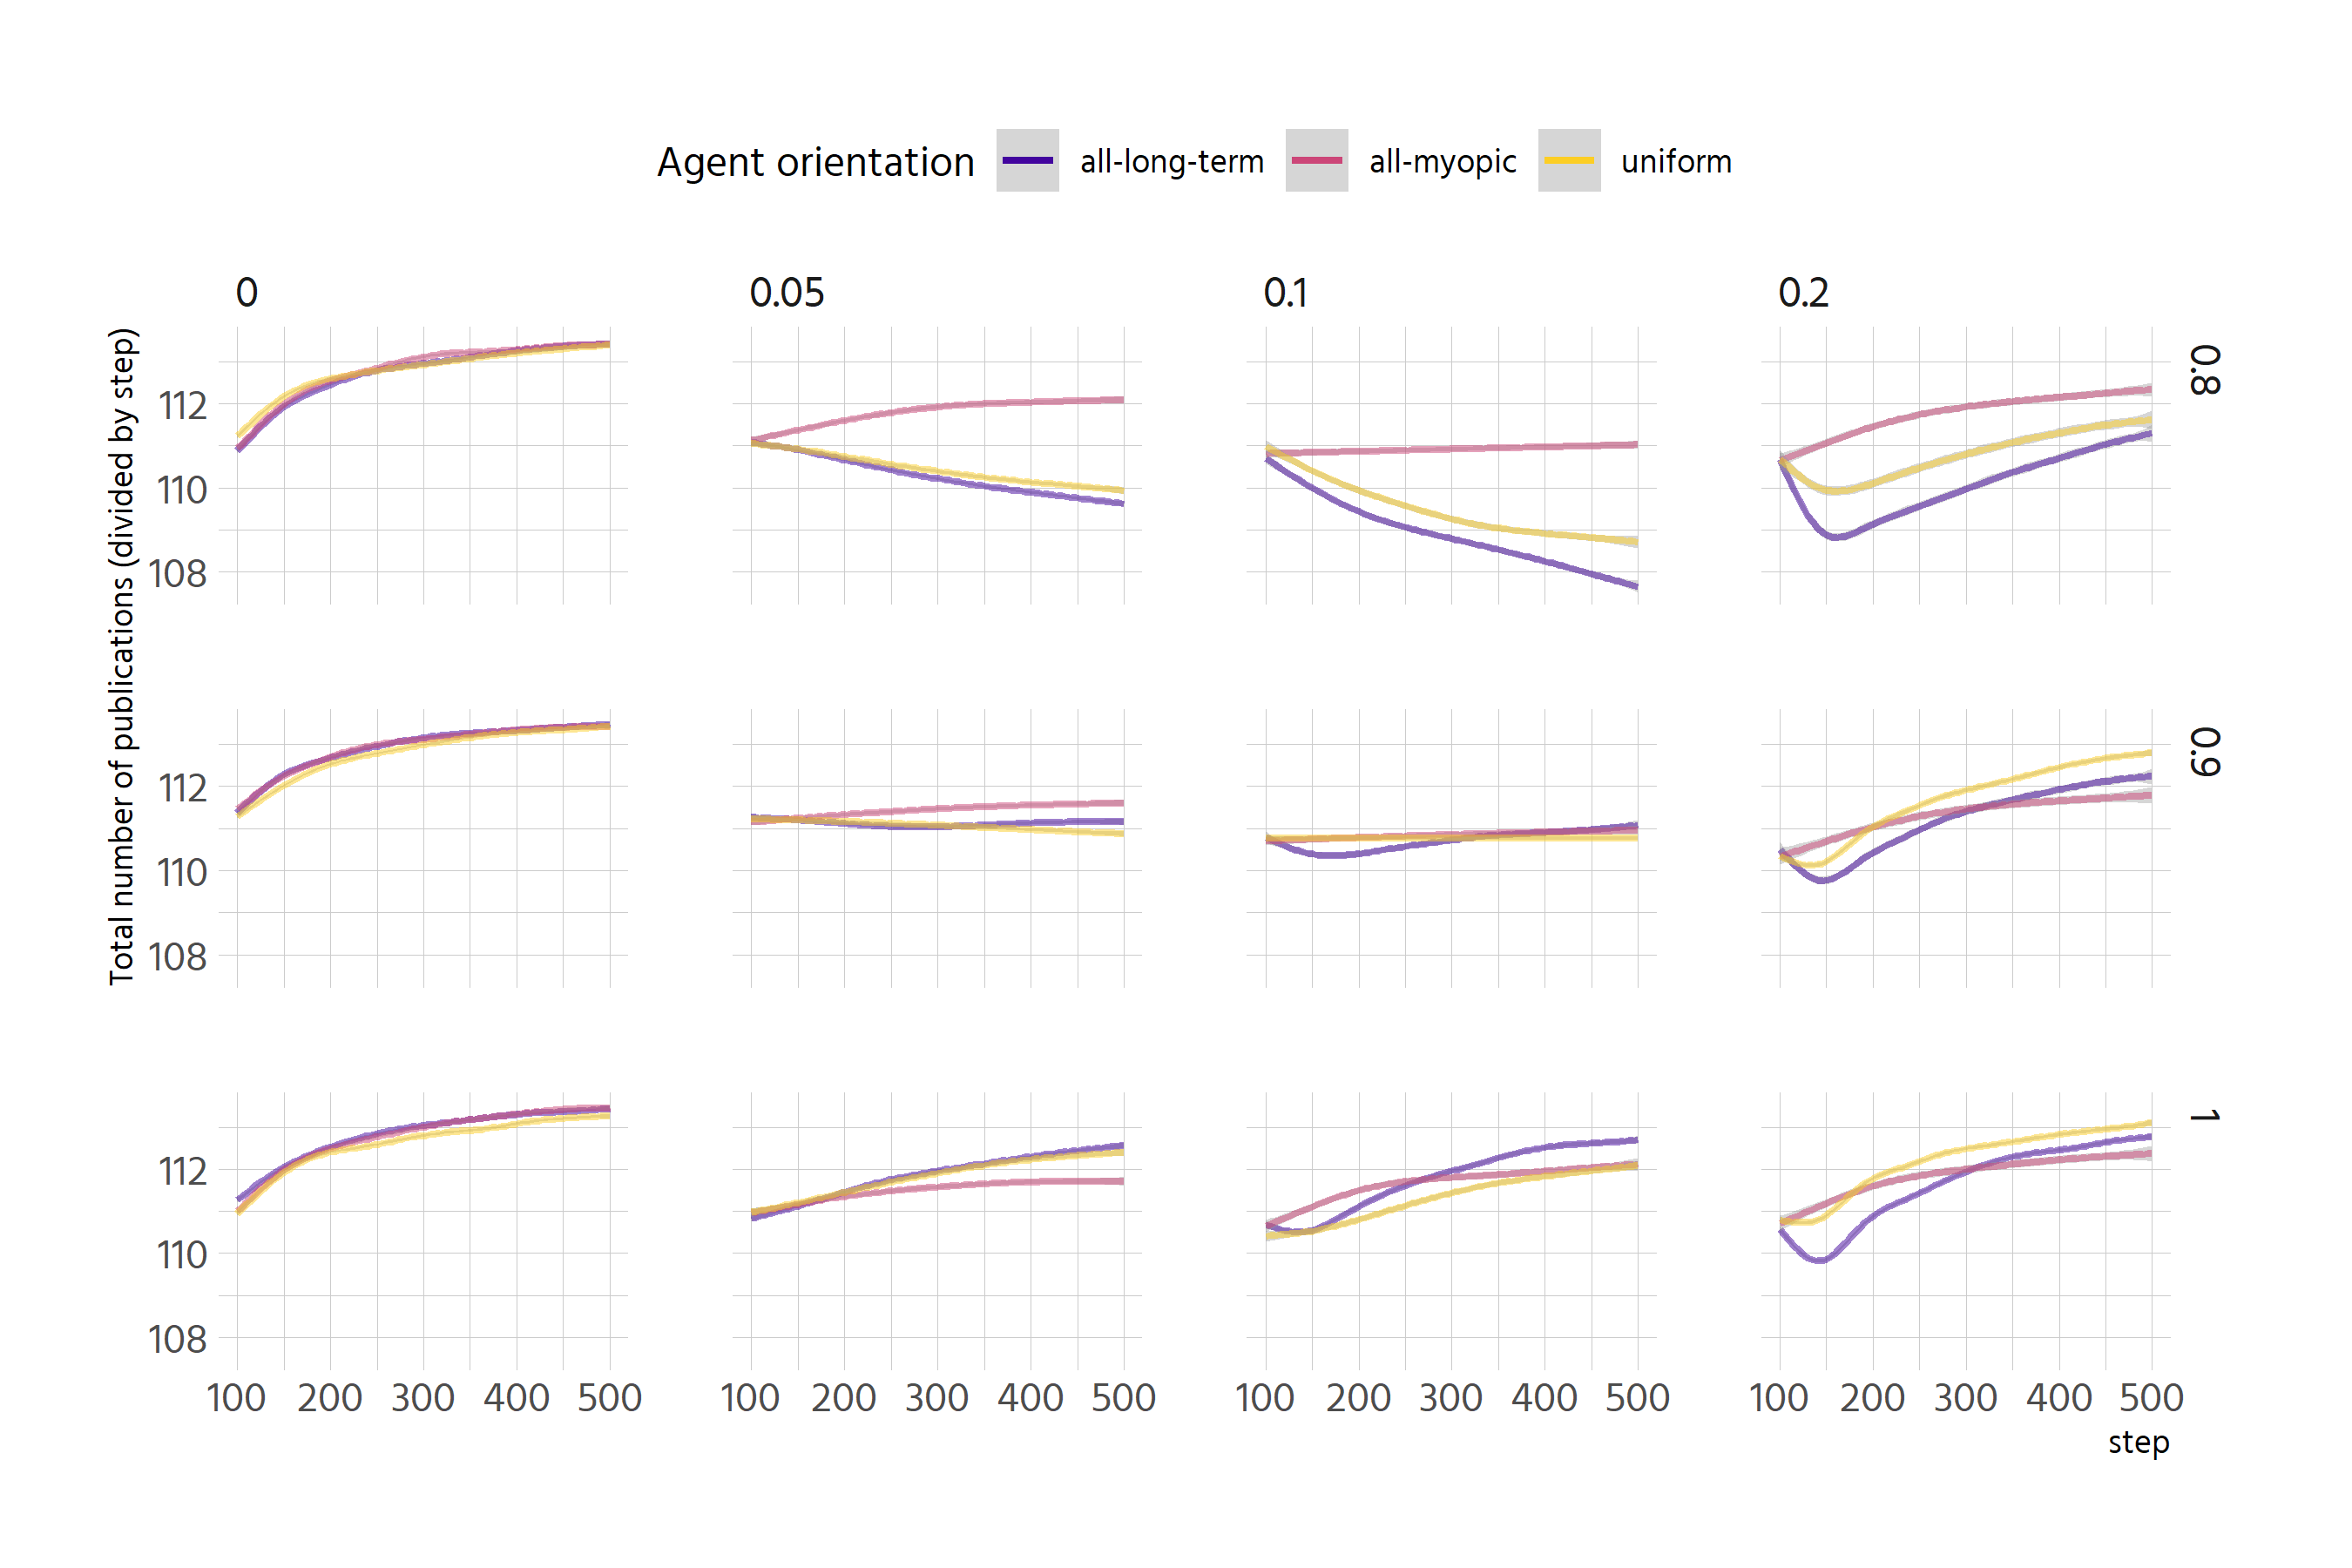 Agent orientation all-long-term all-myopic uniform
0 0.05 0.1 0.2
Total number of publications (divided by step)
112
110
108
0.8
112
110
108
0.9
112
110
108
1
100 200 300 400 500 100 200 300 400 500 100 200 300 400 500 100 200 300 400 500
step